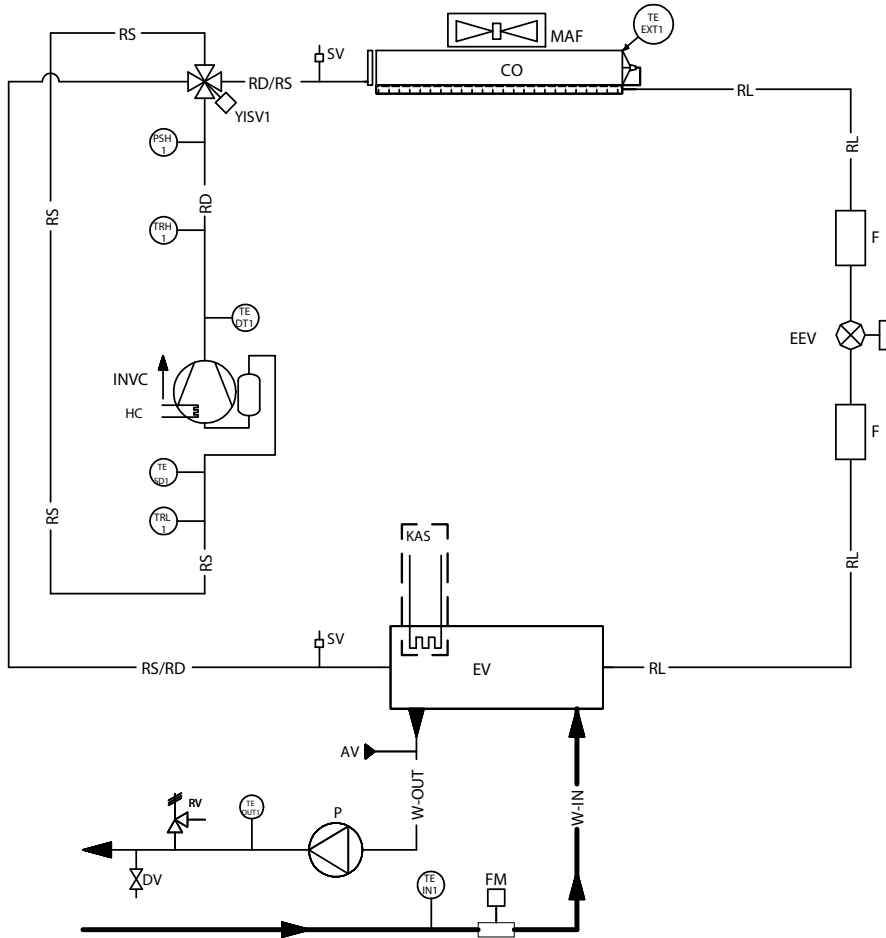 TE
EXT1
RS
SV
MAF
CO
RD/RS
RL
YISV1
PSH
1
RL
RD
RS
TRH
1
F
TE
DT1
EEV
INVC
HC
F
TE
SD1
TRL
1
RS
KAS
RS
RL
SV
RS/RD
EV
RL
AV
W-OUT
W-IN
RV
TE
OUT1
P
DV
TE
IN1
FM